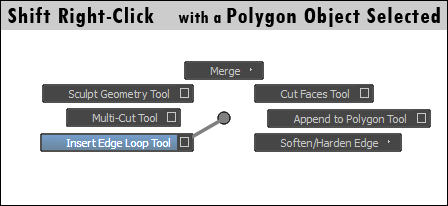 Shift Right-Click with a Polygon Object Selected
Merge
Sculpt Geometry Tool
Cut Faces Tool
Multi-Cut Tool
Append to Polygon Tool
Insert Edge Loop Tool
Soften/Harden Edge